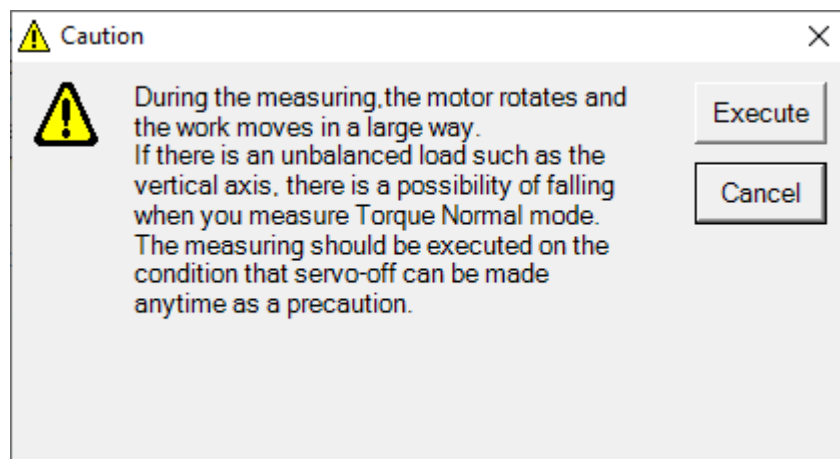 Caution
During the measuring,the motor rotates and
the work moves in a large way.
If there is an unbalanced load such as the
vertical axis, there is a possibility of falling
when you measure Torque Normal mode.
The measuring should be executed on the
condition that servo-off can be made
anytime as a precaution.
Execute
Cancel